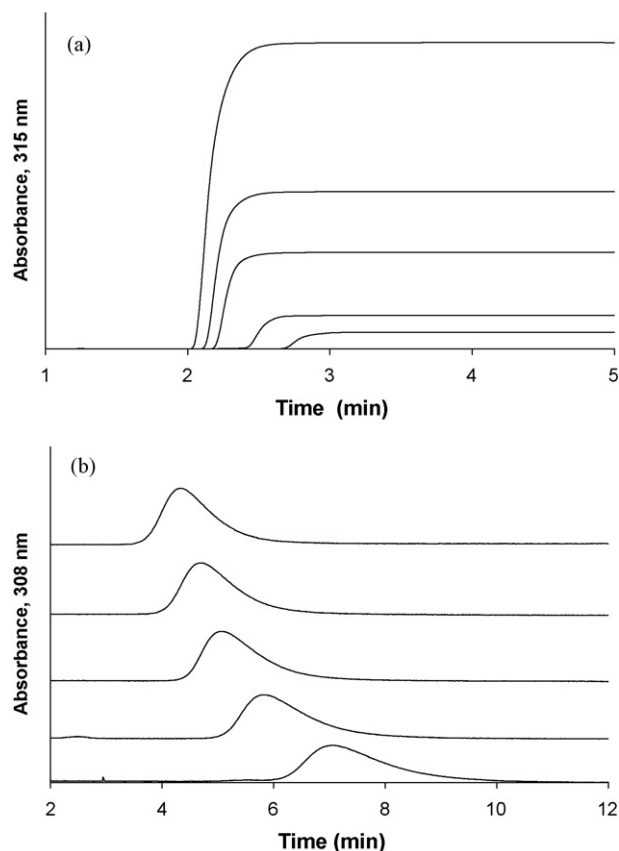 (a)
Absorbance, 315 nm
1 2 3 4 5
Time (min)
(b)
Absorbance, 308 nm
2 4 6 8 10 12
Time (min)